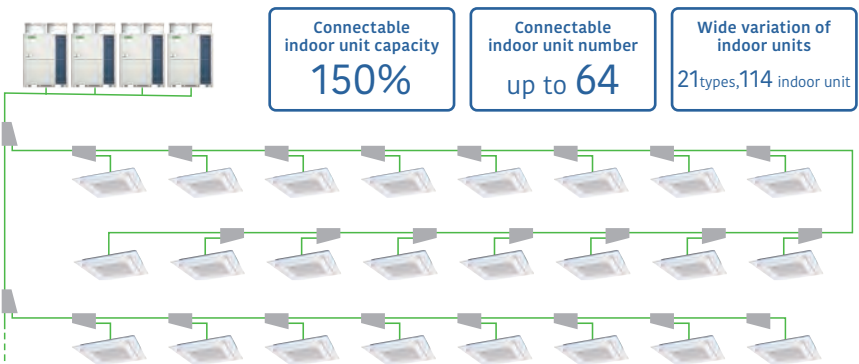 Connectable
indoor unit capacity
150%
Connectable
indoor unit number
up to 64
Wide variation of
indoor units
21types,114 indoor unit